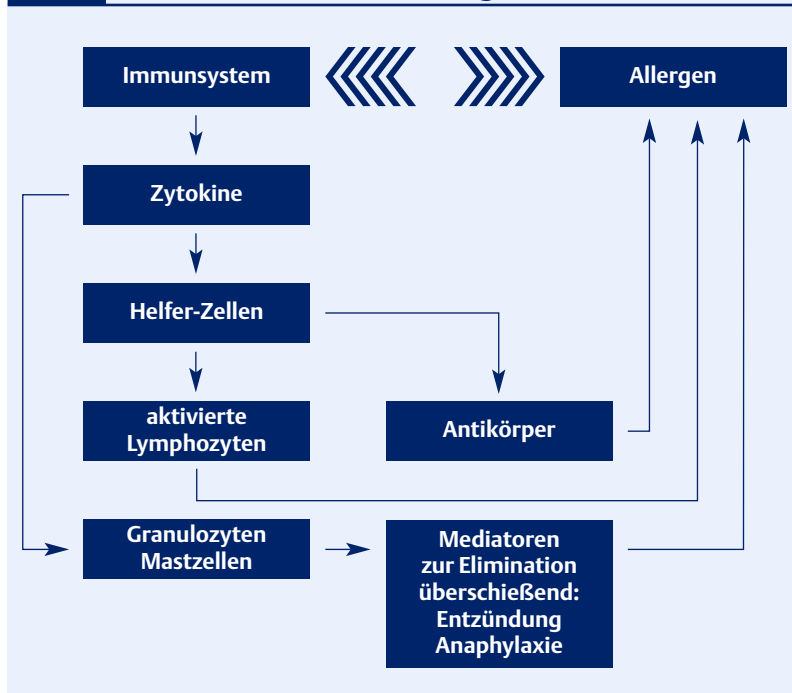 Immunsystem
Allergen
Zytokine
Helfer-Zellen
aktivierte
Lymphozyten
Antikörper
Granulozyten
Mastzellen
Mediatoren
zur Elimination
überschießend:
Entzündung
Anaphylaxie